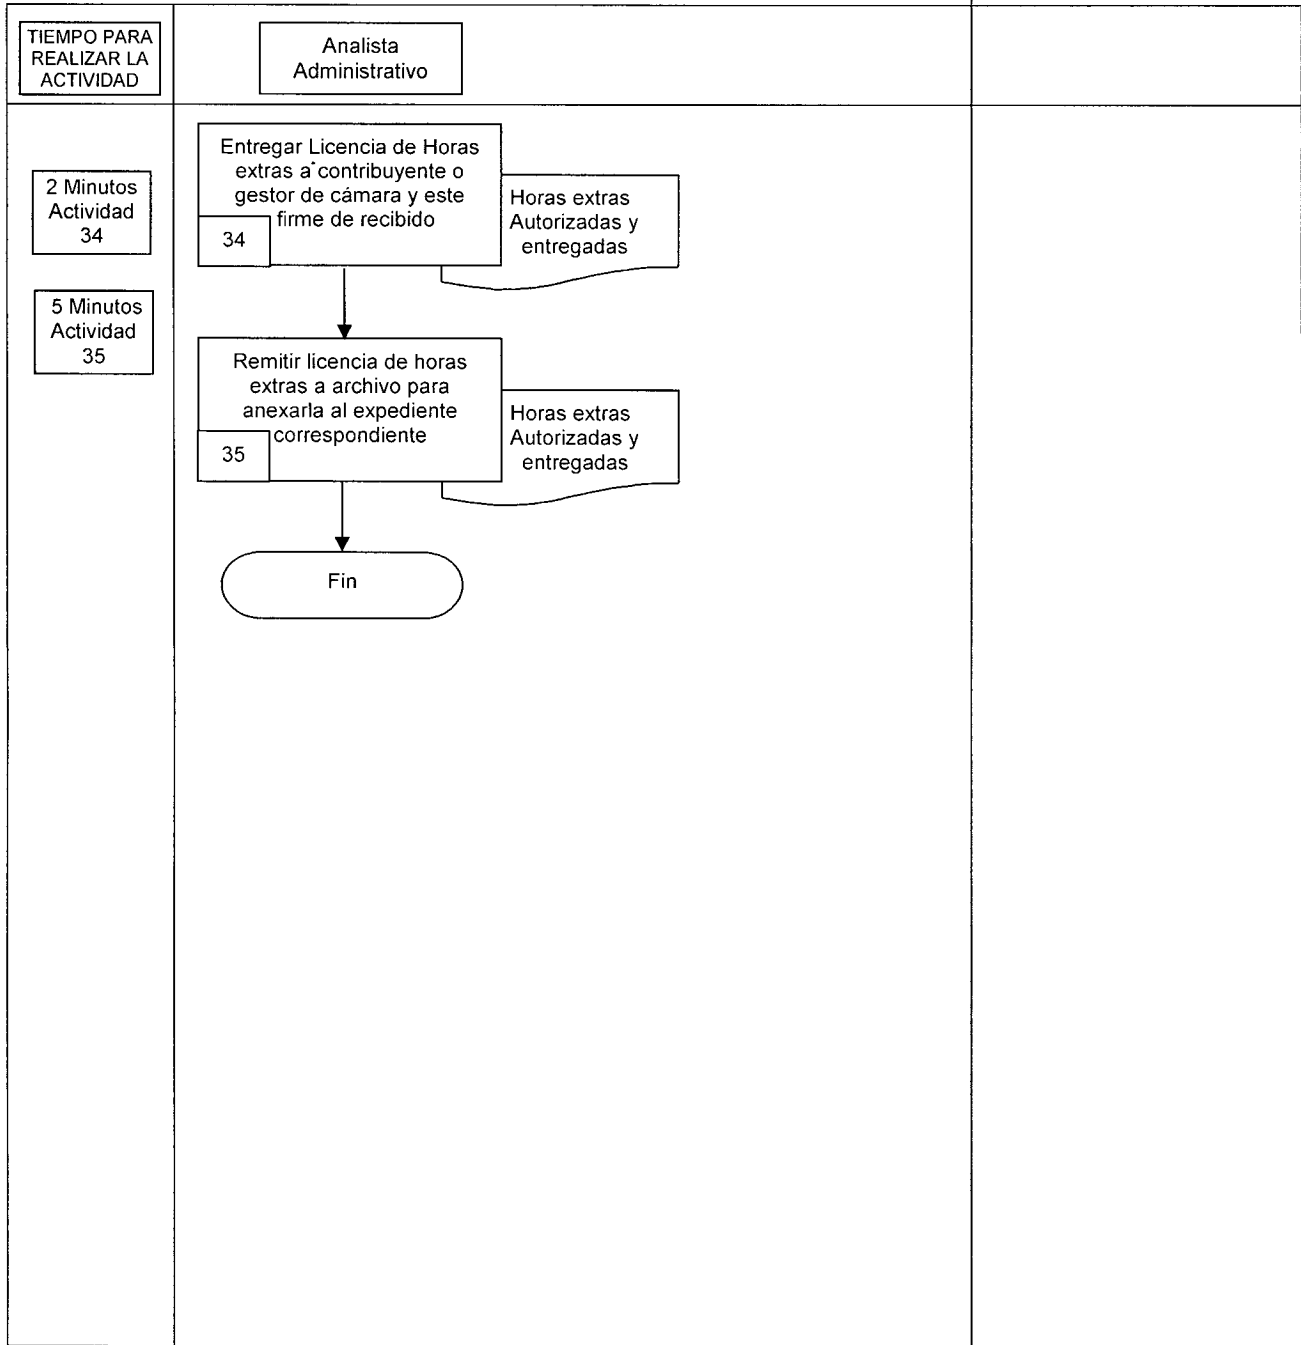 TIEMPO PARA
REALIZAR LA
ACTIVIDAD
Analista
Administrativo
2 Minutos
Actividad
34
Entregar Licencia de Horas
extras a contribuyente o
gestor de cámara y este
firme de recibido
34
Horas extras
Autorizadas y
entregadas
5 Minutos
Actividad
35
Remitir licencia de horas
extras a archivo para
anexarla al expediente
correspondiente
35
Horas extras
Autorizadas y
entregadas
Fin